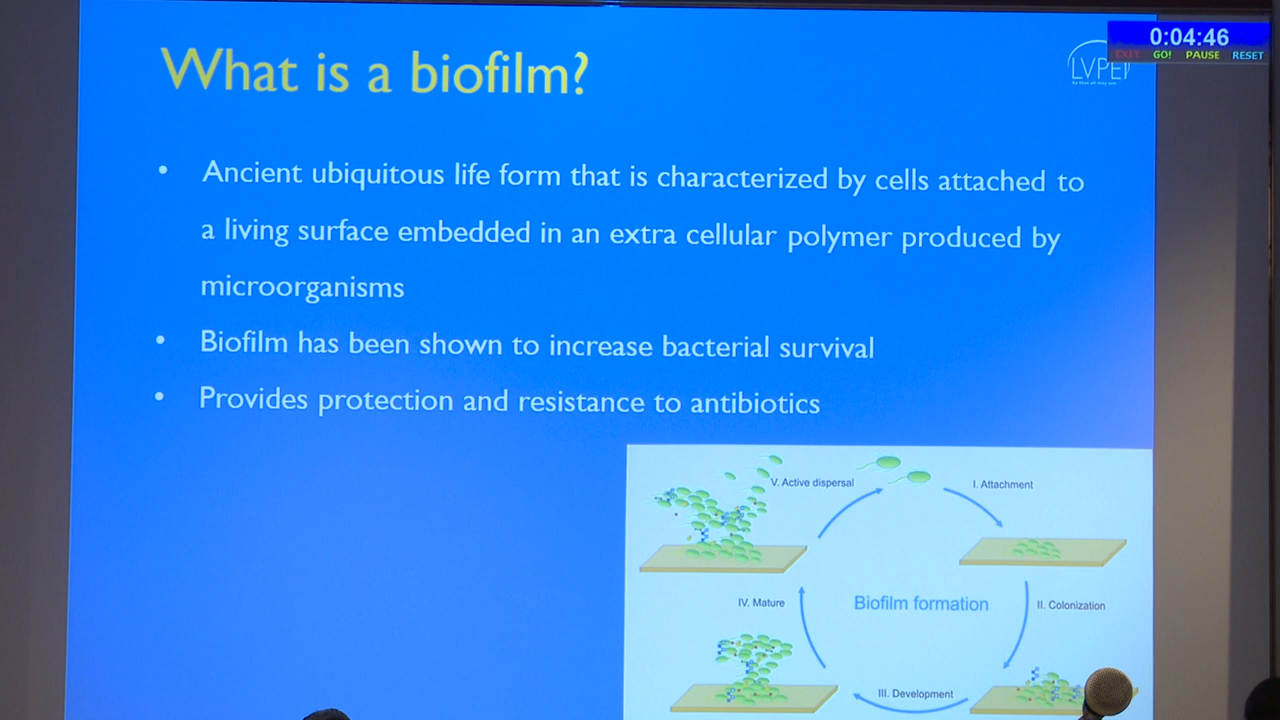 What is a biofilm?
0:04:46
EXIT GO! PAUSE RESET
LVPEI
• Ancient ubiquitous life form that is characterized by cells attached to
a living surface embedded in an extra cellular polymer produced by
microorganisms
• Biofilm has been shown to increase bacterial survival
• Provides protection and resistance to antibiotics
V. Active dispersal
I. Attachment
IV. Mature
Biofilm formation
II. Colonization
III. Development